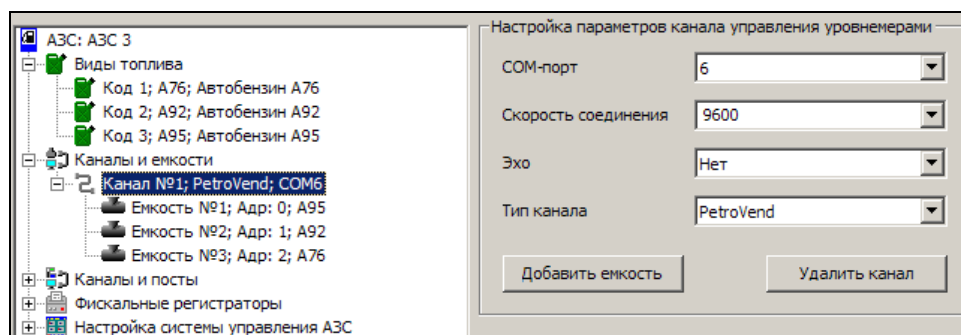 АЗС: АЗС 3
Виды топлива
Код 1; А76; Автобензин А76
Код 2; А92; Автобензин А92
Код 3; А95; Автобензин А95
Каналы и емкости
Канал №1; PetroVend; COM6
Емкость №1; Адр: 0; А95
Емкость №2; Адр: 1; А92
Емкость №3; Адр: 2; А76
Каналы и посты
Фискальные регистраторы
Настройка системы управления АЗС
Настройка параметров канала управления уровнемерами
COM-порт 6
Скорость соединения 9600
Эхо Нет
Тип канала PetroVend
Добавить емкость Удалить канал